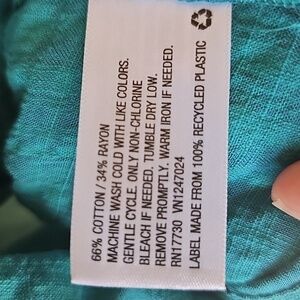 66% COTTON / 34% RAYON
MACHINE WASH COLD WITH LIKE COLORS.
GENTLE CYCLE. ONLY NON-CHLORINE
BLEACH IF NEEDED. TUMBLE DRY LOW.
REMOVE PROMPTLY. WARM IRON IF NEEDED.
RN17730 VN1247024
LABEL MADE FROM 100% RECYCLED PLASTIC